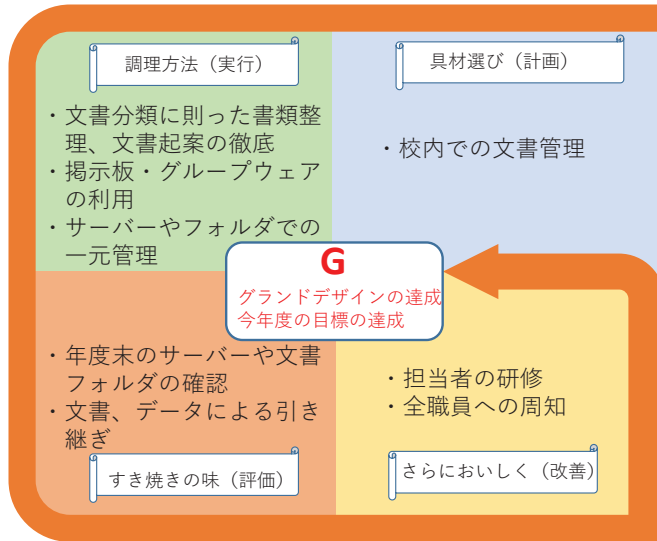 調理方法（実行）
・文書分類に則った書類整
理、文書起案の徹底
・掲示板・グループウェア
の利用
・サーバーやフォルダでの
一元管理
具材選び（計画）
・校内での文書管理
G
グランドデザインの達成
今年度の目標の達成
・年度末のサーバーや文書
フォルダの確認
・文書、データによる引き
継ぎ
すき焼きの味（評価）
・担当者の研修
・全職員への周知
さらにおいしく（改善）